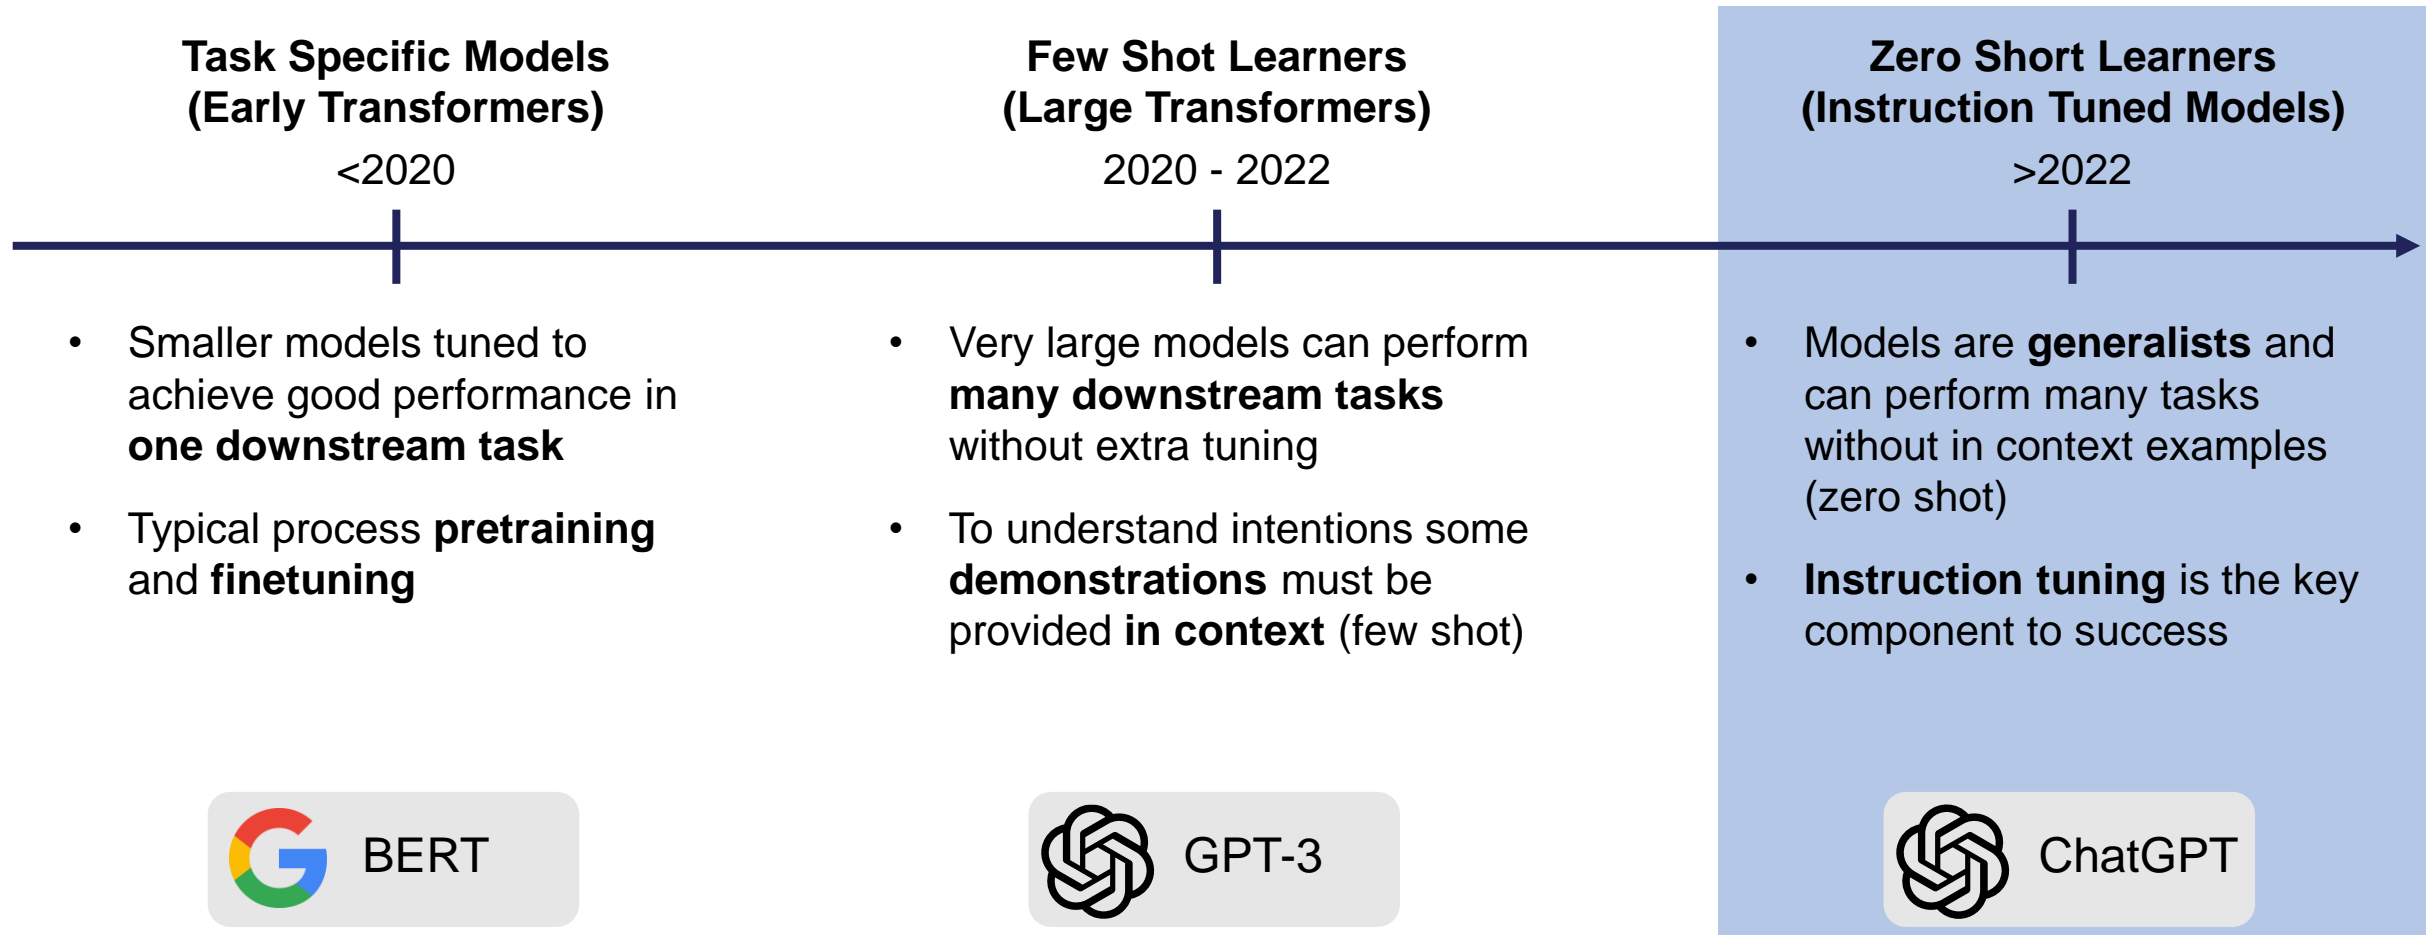 Task Specific Models
(Early Transformers)
<2020
• Smaller models tuned to
achieve good performance in
one downstream task
• Typical process pretraining
and finetuning
BERT
Few Shot Learners
(Large Transformers)
2020 - 2022
• Very large models can perform
many downstream tasks
without extra tuning
• To understand intentions some
demonstrations must be
provided in context (few shot)
GPT-3
Zero Short Learners
(Instruction Tuned Models)
>2022
• Models are generalists and
can perform many tasks
without in context examples
(zero shot)
• Instruction tuning is the key
component to success
ChatGPT